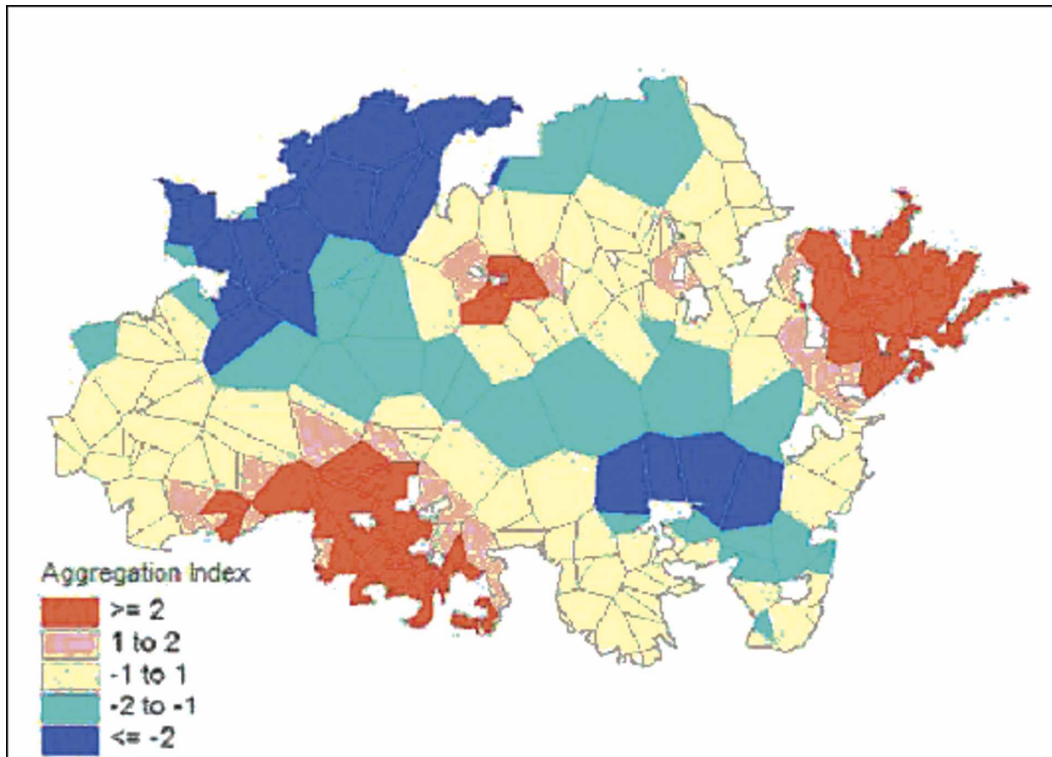 Aggregation Index
>= 2
1 to 2
-1 to 1
-2 to -1
<= -2